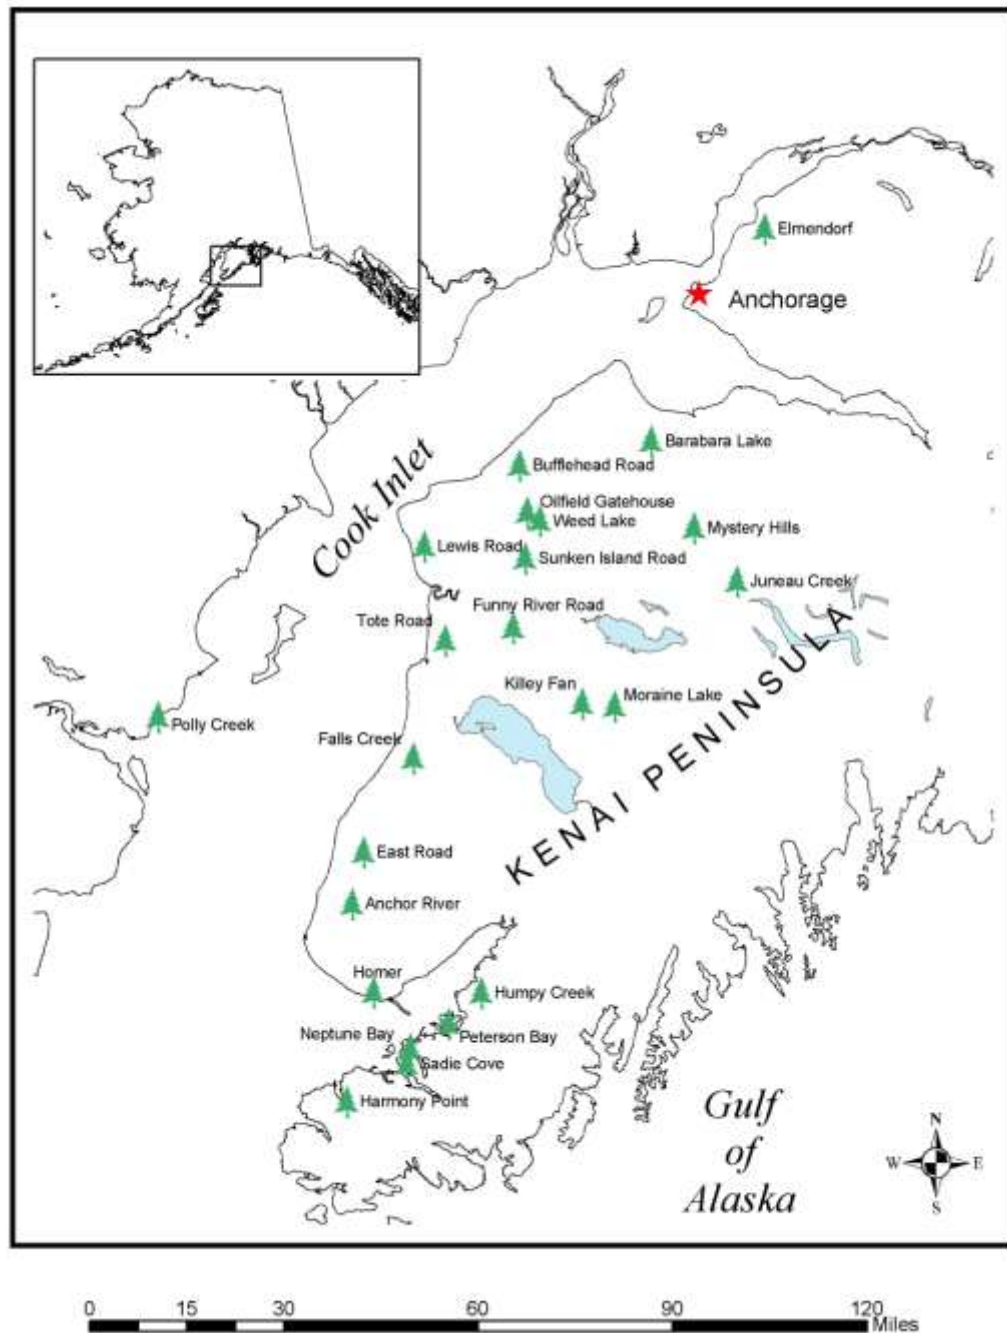 Elmendorf
Anchorage
Barabara Lake
Bufflehead Road
Oilfield Gatehouse
Weed Lake
Mystery Hills
Cook Inlet
Lewis Road
Sunken Island Road
Juneau Creek
Funny River Road
Tote Road
Killey Fan
Moraine Lake
Polly Creek
Falls Creek
KENAI PENINSULA
East Road
Anchor River
Homer
Humpy Creek
Neptune Bay
Peterson Bay
Sadie Cove
Harmony Point
Gulf
of
Alaska
N
W
E
S
0 15 30 60 90 120
Miles